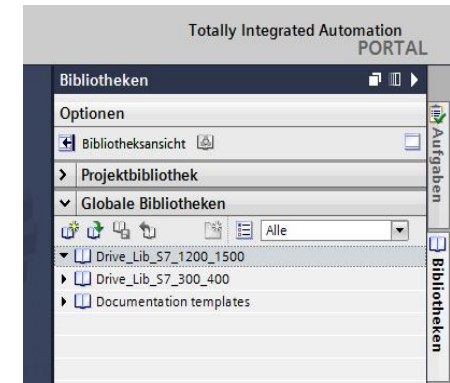 Totally Integrated Automation
PORTAL
Bibliotheken
Optionen
Bibliotheksansicht
Projektbibliothek
Globale Bibliotheken
Alle
Drive_Lib_S7_1200_1500
Drive_Lib_S7_300_400
Documentation templates
Aufgaben
Bibliotheken